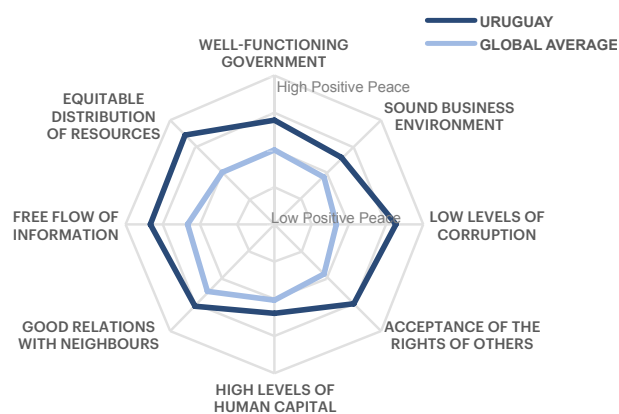 URUGUAY
GLOBAL AVERAGE
WELL-FUNCTIONING
GOVERNMENT
High Positive Peace
SOUND BUSINESS
ENVIRONMENT
EQUITABLE
DISTRIBUTION
OF RESOURCES
FREE FLOW OF
INFORMATION
Low Positive Peace
LOW LEVELS OF
CORRUPTION
GOOD RELATIONS
WITH NEIGHBOURS
ACCEPTANCE OF THE
RIGHTS OF OTHERS
HIGH LEVELS OF
HUMAN CAPITAL